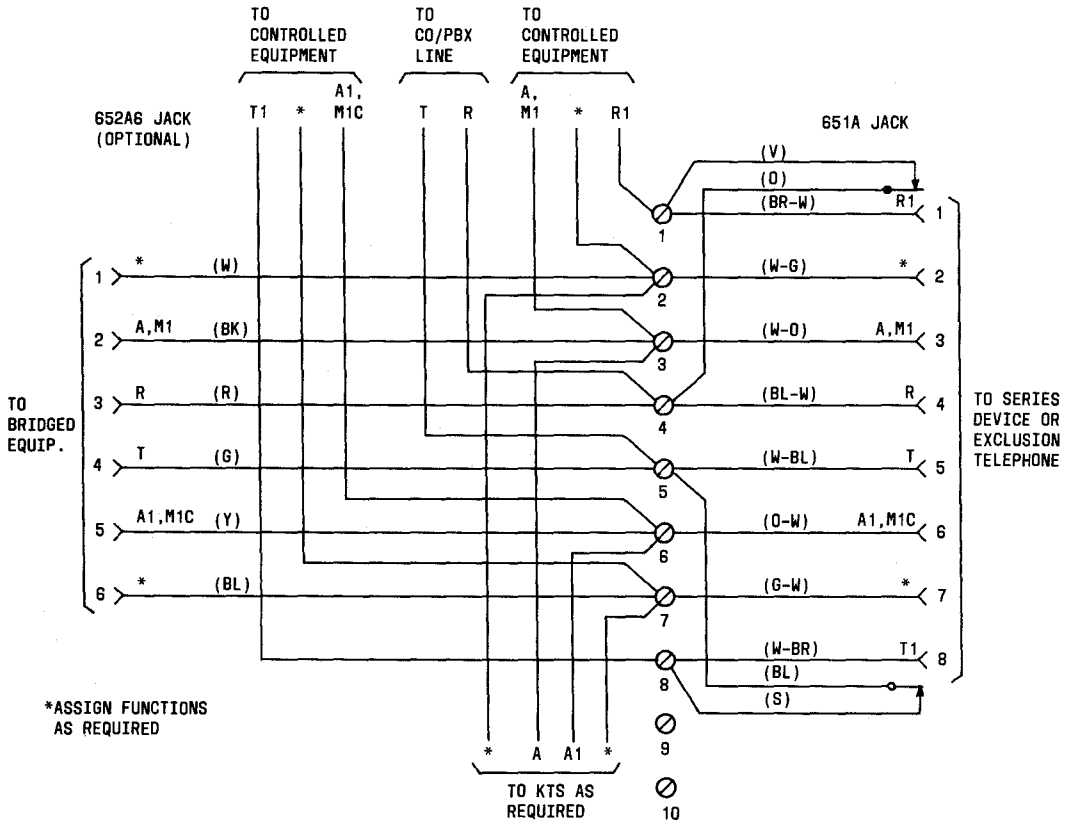 TO CONTROLLED EQUIPMENT
TO CO/PBX LINE
TO CONTROLLED EQUIPMENT
T1 * A1, M1C T R A, M1 * R1
652A6 JACK (OPTIONAL)
651A JACK
(V)
(O)
(BR-W) R1 1
1
1 * (W) 2 (W-G) * 2
2 A,M1 (BK) 3 (W-O) A,M1 3
3 R (R) 4 (BL-W) R 4
4 T (G) 5 (W-BL) T 5
5 A1,M1C (Y) 6 (O-W) A1,M1C 6
6 * (BL) 7 (G-W) * 7
8 (W-BR) T1 8
(BL)
(S)
TO BRIDGED EQUIP.
TO SERIES DEVICE OR EXCLUSION TELEPHONE
*ASSIGN FUNCTIONS
AS REQUIRED
9
* A A1 *
TO KTS AS
REQUIRED
10